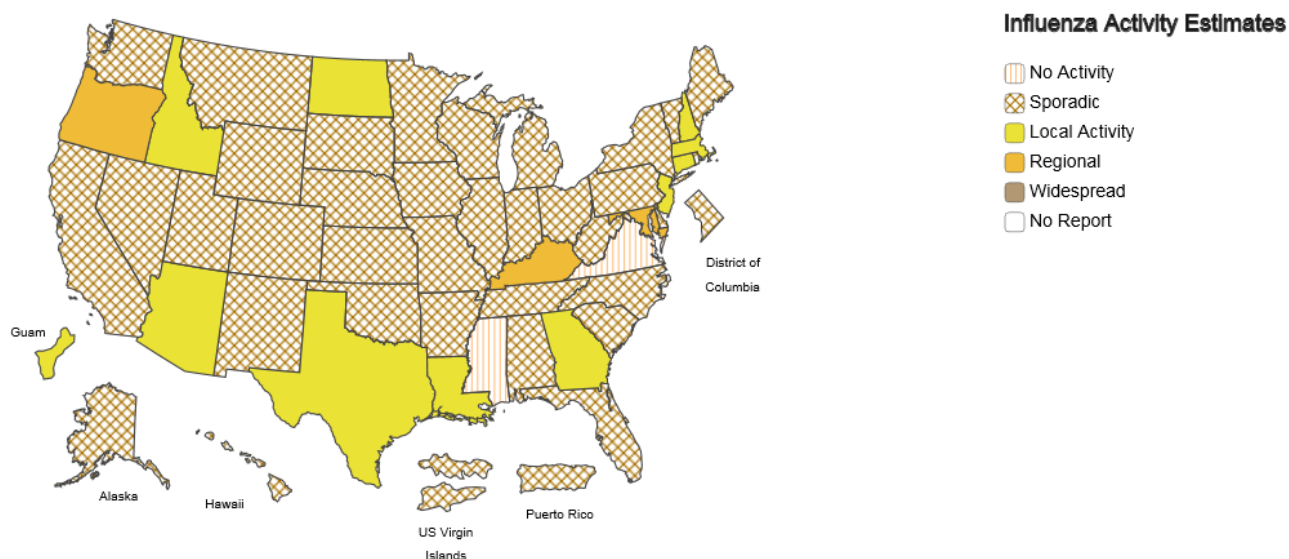 Influenza Activity Estimates
No Activity
Sporadic
Local Activity
Regional
Widespread
No Report
District of
Columbia
Guam
Alaska
Hawaii
US Virgin
Islands
Puerto Rico